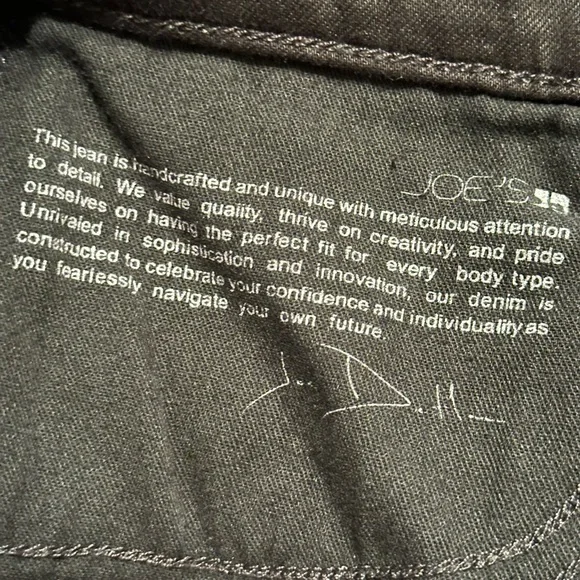 JOE'S
This jean is handcrafted and unique with meticulous attention
to detail. We value quality, thrive on creativity, and pride
ourselves on having the perfect fit for every body type.
Unrivaled in sophistication and innovation, our denim is
constructed to celebrate your confidence and individuality as
you fearlessly navigate your own future.